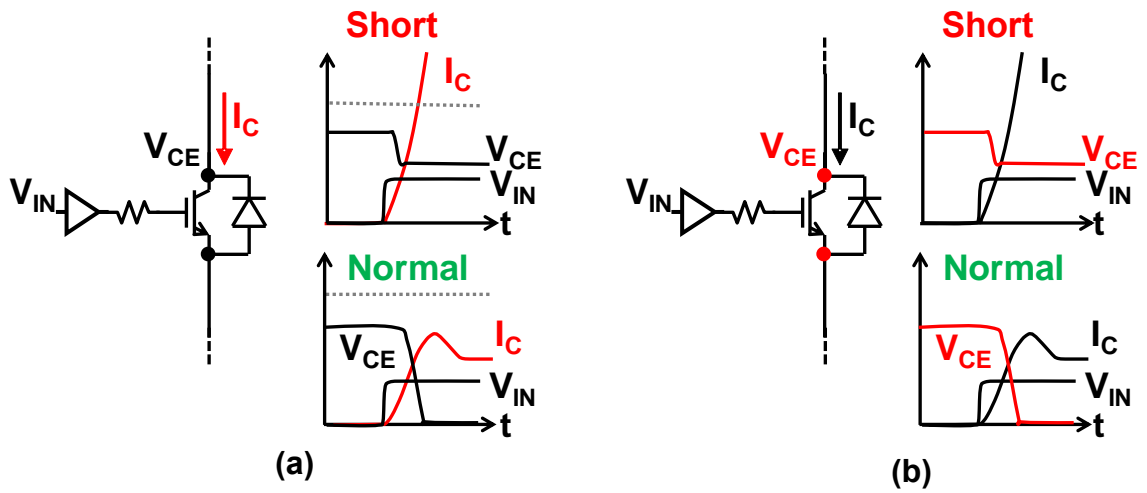 Short
I_C
V_CE
V_IN
t
I_C
V_CE
V_IN
Normal
I_C
V_CE
V_IN
t
(a)
Short
I_C
V_CE
V_IN
t
I_C
V_CE
V_IN
Normal
I_C
V_CE
V_IN
t
(b)